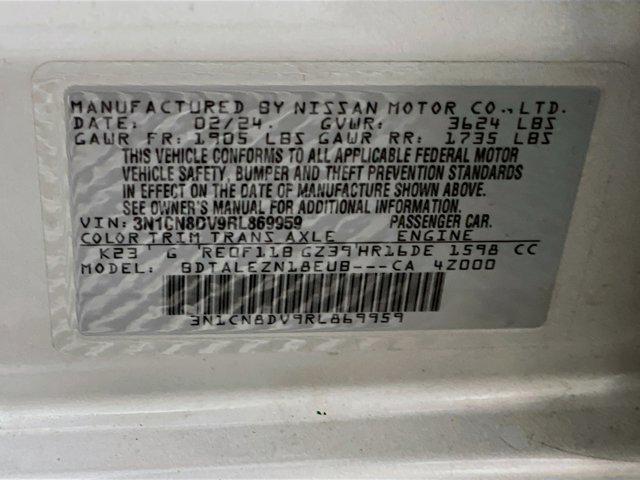 MANUFACTURED BY NISSAN MOTOR CO., LTD.
DATE: 02/24. GVWR: 3624 LBS
GAWR FR: 1905 LBS GAWR RR: 1735 LBS
THIS VEHICLE CONFORMS TO ALL APPLICABLE FEDERAL MOTOR
VEHICLE SAFETY, BUMPER AND THEFT PREVENTION STANDARDS
IN EFFECT ON THE DATE OF MANUFACTURE SHOWN ABOVE.
SEE OWNER'S MANUAL FOR ADDITIONAL INFORMATION.
VIN: 3N1CN8DV9RL869959 PASSENGER CAR.
COLOR TRIM TRANS AXLE ENGINE
K23 G RE0F11B GZ39 HR16DE 1598 CC
MODEL: BDTALEZN18EUB---CA 4Z000
3N1CN8DV9RL869959